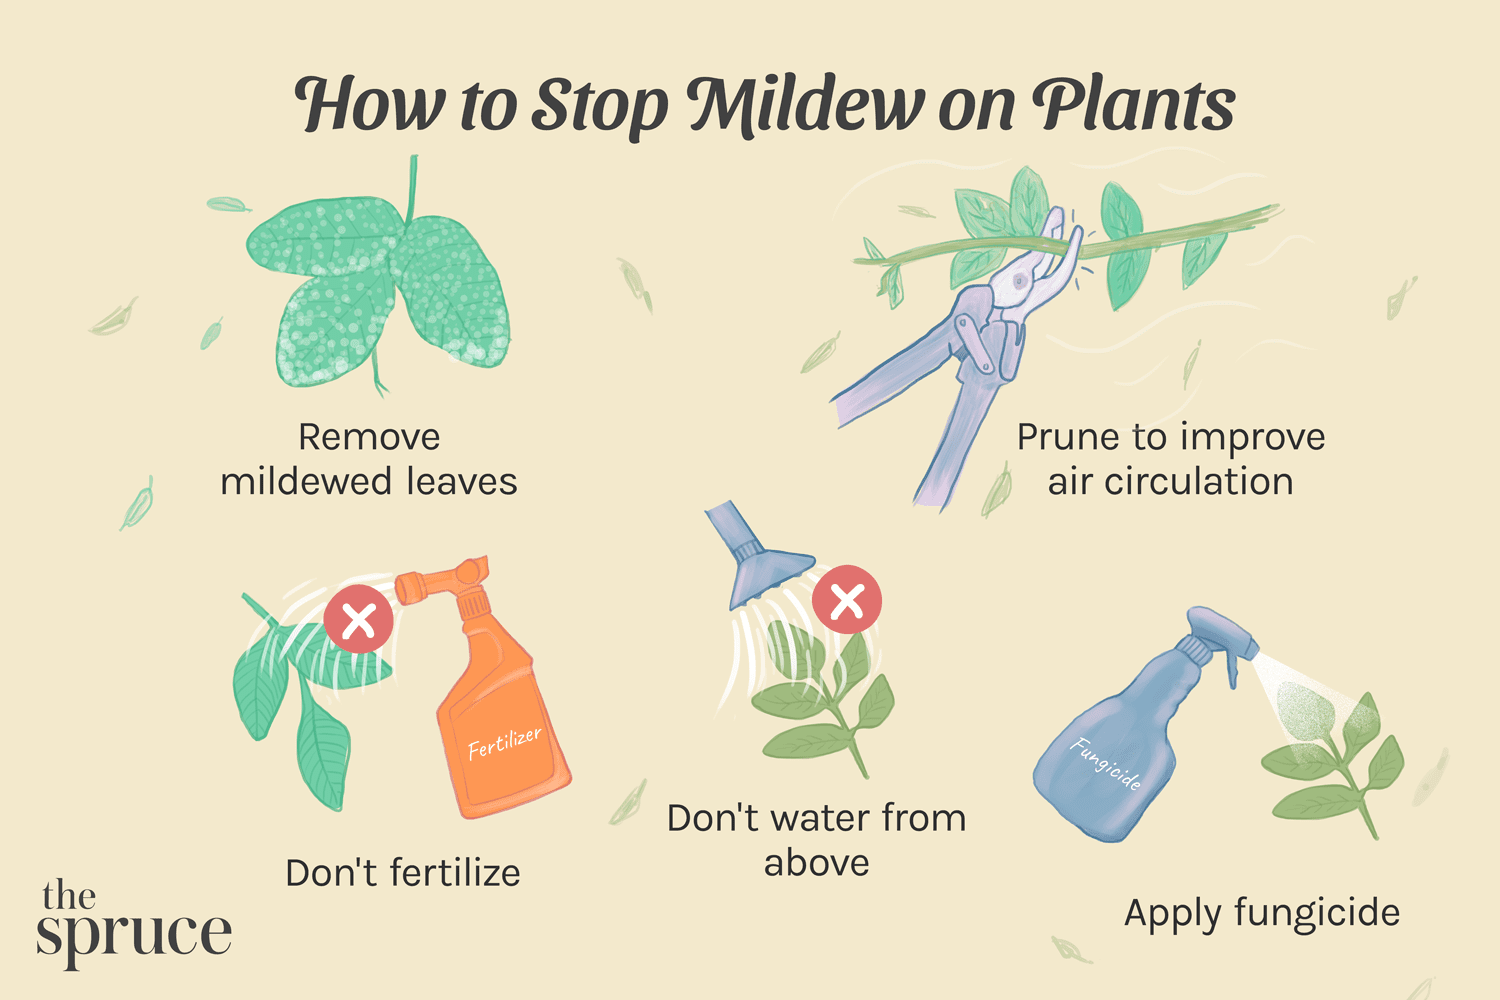 How to Stop Mildew on Plants
Remove
mildewed leaves
Prune to improve
air circulation
Fertilizer
Don't fertilize
Don't water from
above
Fungicide
Apply fungicide
the
spruce